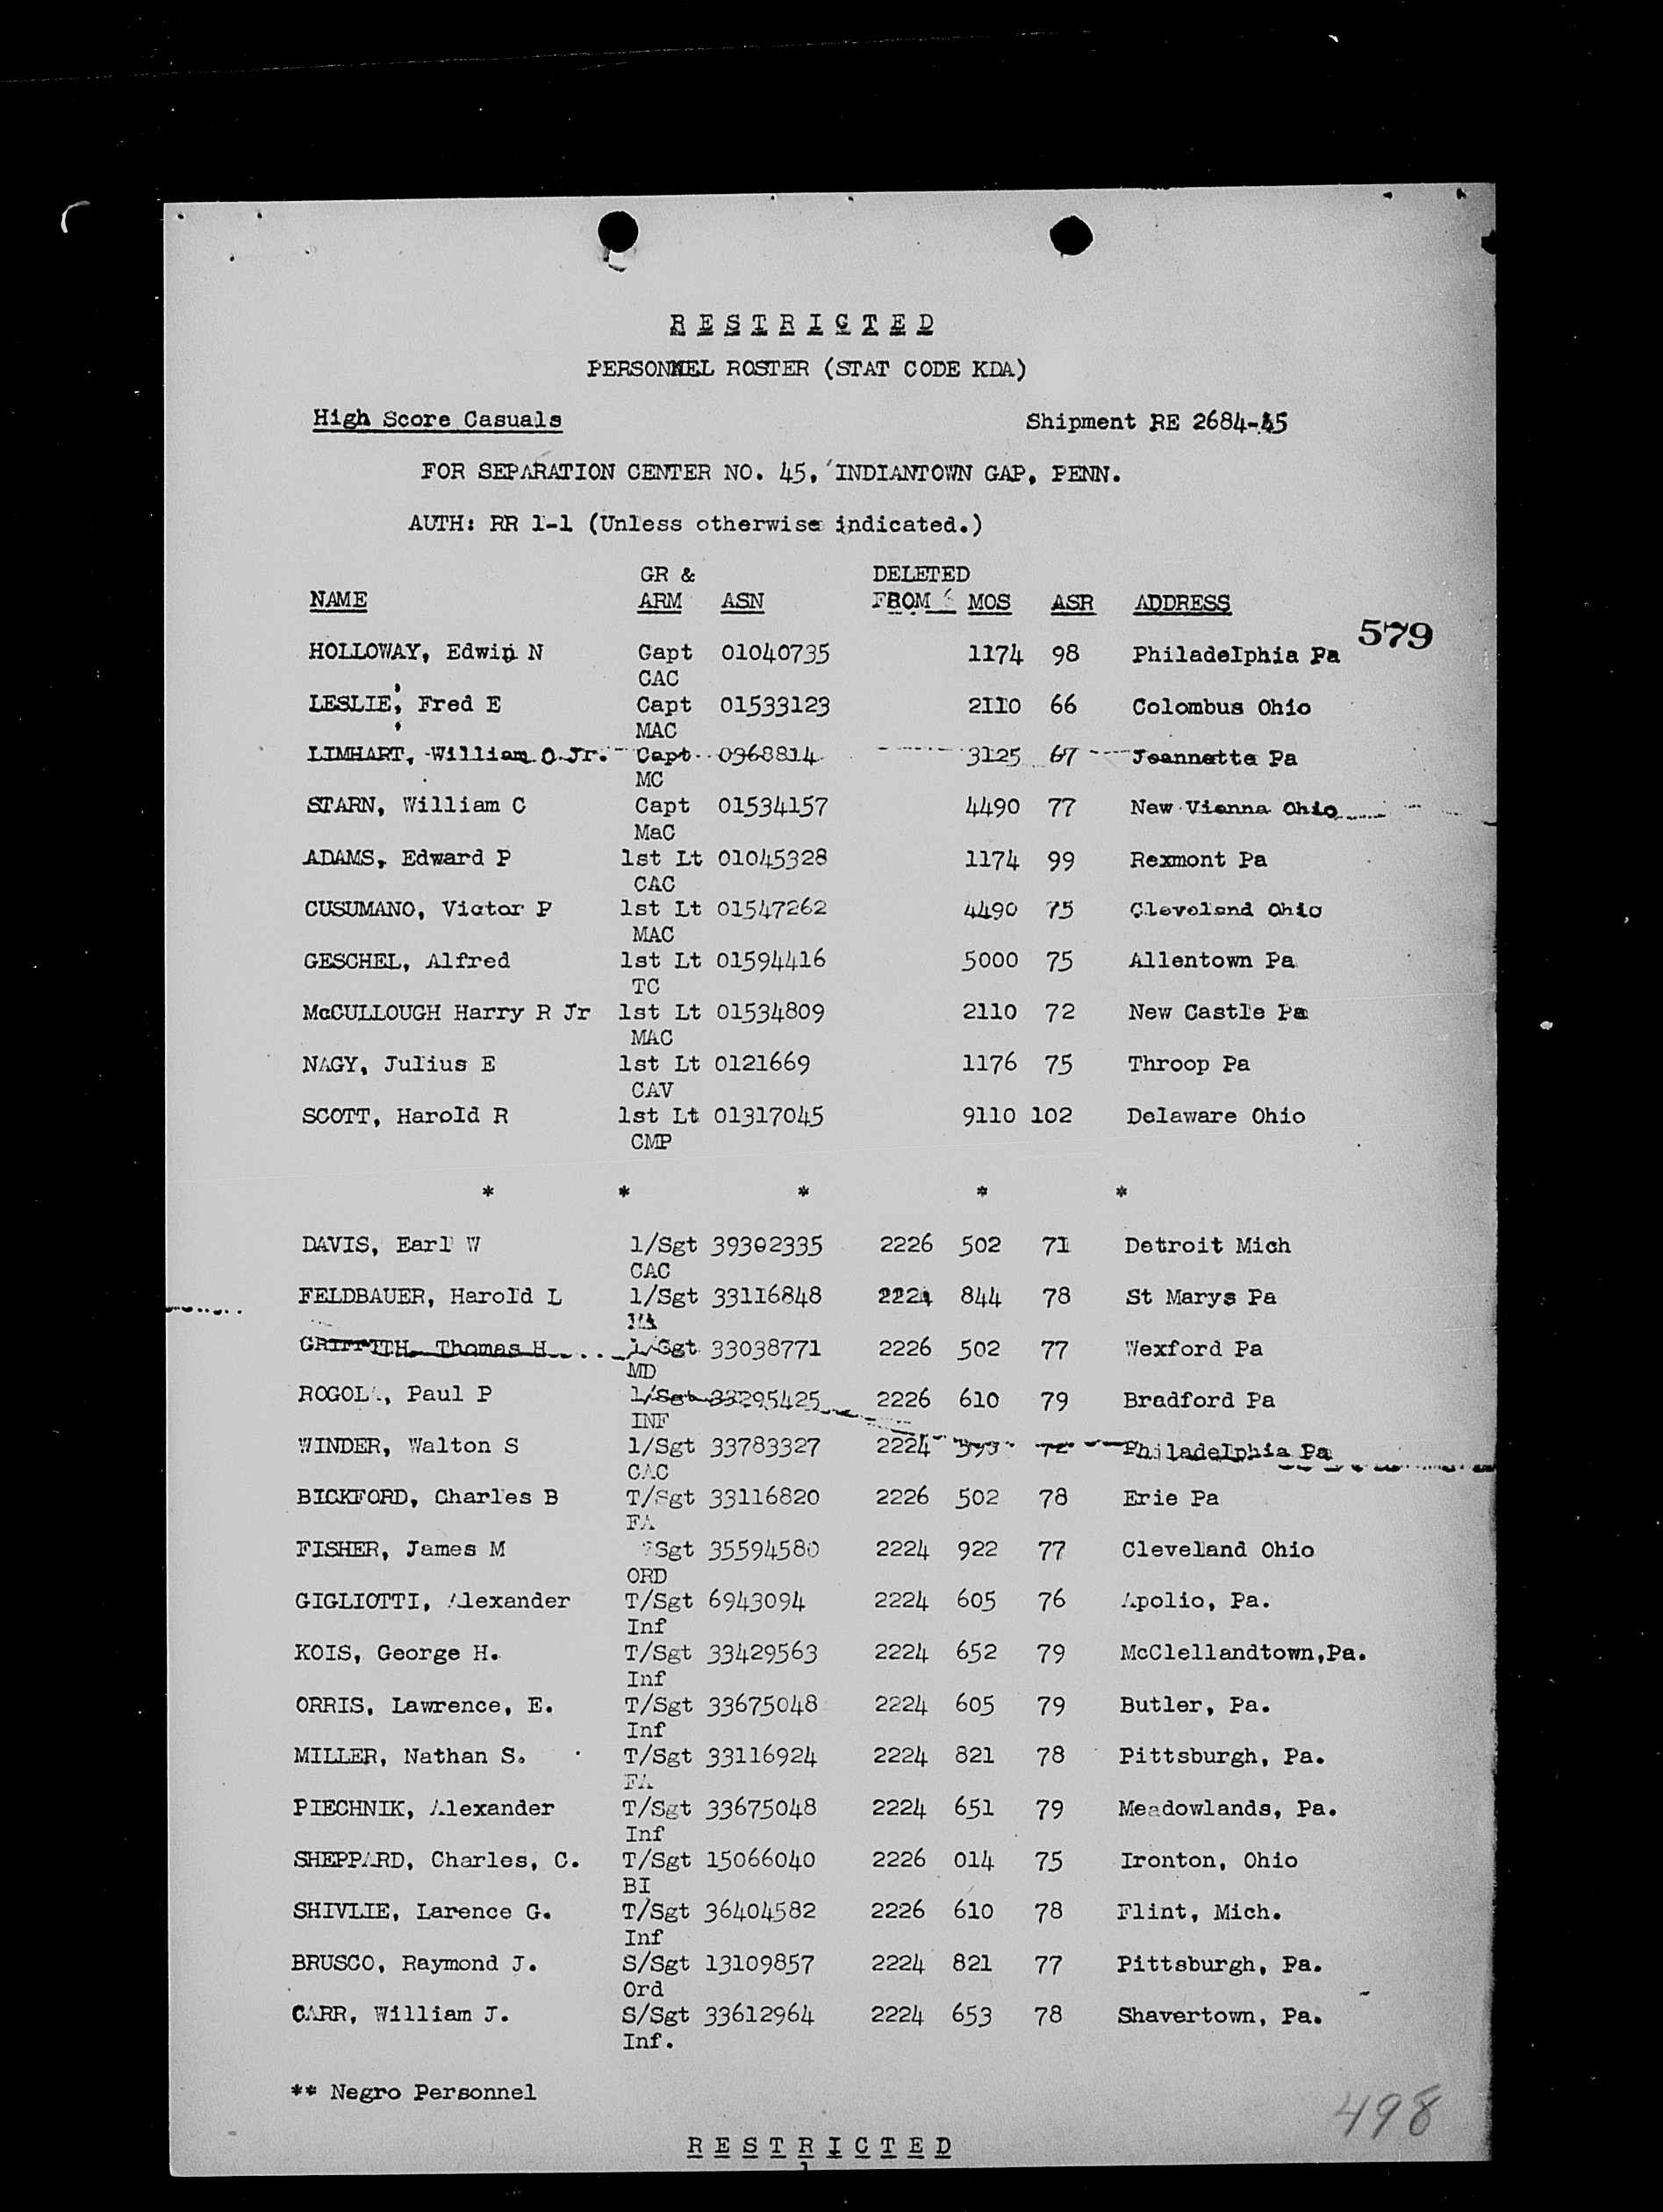 RESTRICTED
PERSONNEL ROSTER (STAT CODE KDA)
High Score Casuals Shipment RE 2684-45
FOR SEPARATION CENTER NO. 45, INDIANTOWN GAP, PENN.
AUTH: RR 1-1 (Unless otherwise indicated.)
GR & DELETED
NAME ARM ASN FROM MOS ASR ADDRESS
579
HOLLOWAY, Edwin N Capt 01040735 1174 98 Philadelphia Pa
CAC
LESLIE, Fred E Capt 01533123 2110 66 Colombus Ohio
MAC
LIMHART, William O Jr. Capt 0368814 3125 67 Jeannette Pa
MC
STARN, William C Capt 01534157 4490 77 New Vienna Ohio
MaC
ADAMS, Edward P 1st Lt 01045328 1174 99 Rexmont Pa
CAC
CUSUMANO, Victor P 1st Lt 01547262 4490 75 Cleveland Ohio
MAC
GESCHEL, Alfred 1st Lt 01594416 5000 75 Allentown Pa
TC
McCULLOUGH Harry R Jr 1st Lt 01534809 2110 72 New Castle Pa
MAC
NAGY, Julius E 1st Lt 0121669 1176 75 Throop Pa
CAV
SCOTT, Harold R 1st Lt 01317045 9110 102 Delaware Ohio
CMP
* * * * *
DAVIS, Earl W 1/Sgt 39302335 2226 502 71 Detroit Mich
CAC
FELDBAUER, Harold L 1/Sgt 33116848 2224 844 78 St Marys Pa
GRIFFITH, Thomas H 1/Sgt 33038771 2226 502 77 Wexford Pa
MD
ROGOLA, Paul P 1/Sgt 33295425 2226 610 79 Bradford Pa
INF
WINDER, Walton S 1/Sgt 33783327 2224 Philadelphia Pa
CAC
BICKFORD, Charles B T/Sgt 33116820 2226 502 78 Erie Pa
FA
FISHER, James M Sgt 35594580 2224 922 77 Cleveland Ohio
ORD
GIGLIOTTI, Alexander T/Sgt 6943094 2224 605 76 Apolio, Pa.
Inf
KOIS, George H. T/Sgt 33429563 2224 652 79 McClellandtown,Pa.
Inf
ORRIS, Lawrence, E. T/Sgt 33675048 2224 605 79 Butler, Pa.
Inf
MILLER, Nathan S. T/Sgt 33116924 2224 821 78 Pittsburgh, Pa.
FA
PIECHNIK, Alexander T/Sgt 33675048 2224 651 79 Meadowlands, Pa.
Inf
SHEPPARD, Charles, C. T/Sgt 15066040 2226 014 75 Ironton, Ohio
BI
SHIVLIE, Larence G. T/Sgt 36404582 2226 610 78 Flint, Mich.
Inf
BRUSCO, Raymond J. S/Sgt 13109857 2224 821 77 Pittsburgh, Pa.
Ord
CARR, William J. S/Sgt 33612964 2224 653 78 Shavertown, Pa.
Inf.
** Negro Personnel
498
RESTRICTED
1